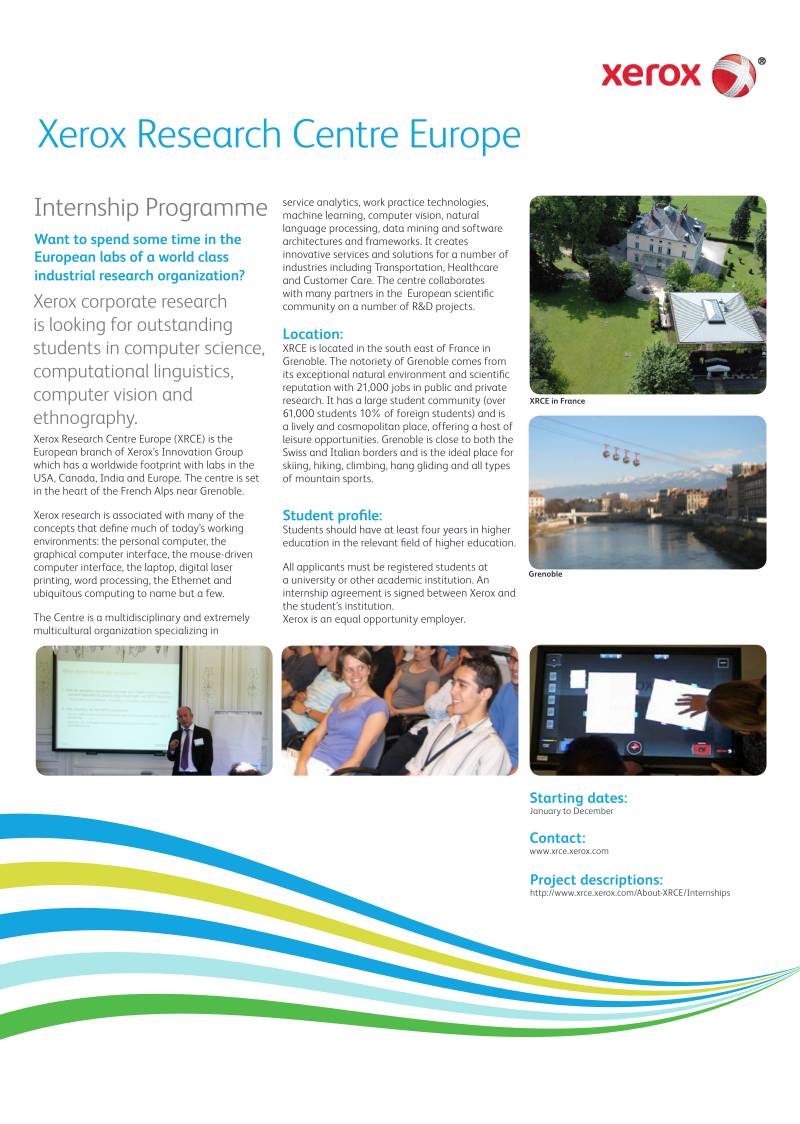 xerox ®
Xerox Research Centre Europe
Internship Programme
Want to spend some time in the
European labs of a world class
industrial research organization?
Xerox corporate research
is looking for outstanding
students in computer science,
computational linguistics,
computer vision and
ethnography.
Xerox Research Centre Europe (XRCE) is the
European branch of Xerox's Innovation Group
which has a worldwide footprint with labs in the
USA, Canada, India and Europe. The centre is set
in the heart of the French Alps near Grenoble.
Xerox research is associated with many of the
concepts that define much of today's working
environments: the personal computer, the
graphical computer interface, the mouse-driven
computer interface, the laptop, digital laser
printing, word processing, the Ethernet and
ubiquitous computing to name but a few.
The Centre is a multidisciplinary and extremely
multicultural organization specializing in
service analytics, work practice technologies,
machine learning, computer vision, natural
language processing, data mining and software
architectures and frameworks. It creates
innovative services and solutions for a number of
industries including Transportation, Healthcare
and Customer Care. The centre collaborates
with many partners in the European scientific
community on a number of R&D projects.
Location:
XRCE is located in the south east of France in
Grenoble. The notoriety of Grenoble comes from
its exceptional natural environment and scientific
reputation with 21,000 jobs in public and private
research. It has a large student community (over
61,000 students 10% of foreign students) and is
a lively and cosmopolitan place, offering a host of
leisure opportunities. Grenoble is close to both the
Swiss and Italian borders and is the ideal place for
skiing, hiking, climbing, hang gliding and all types
of mountain sports.
Student profile:
Students should have at least four years in higher
education in the relevant field of higher education.
All applicants must be registered students at
a university or other academic institution. An
internship agreement is signed between Xerox and
the student's institution.
Xerox is an equal opportunity employer.
XRCE in France
Grenoble
Starting dates:
January to December
Contact:
www.xrce.xerox.com
Project descriptions:
http://www.xrce.xerox.com/About-XRCE/Internships